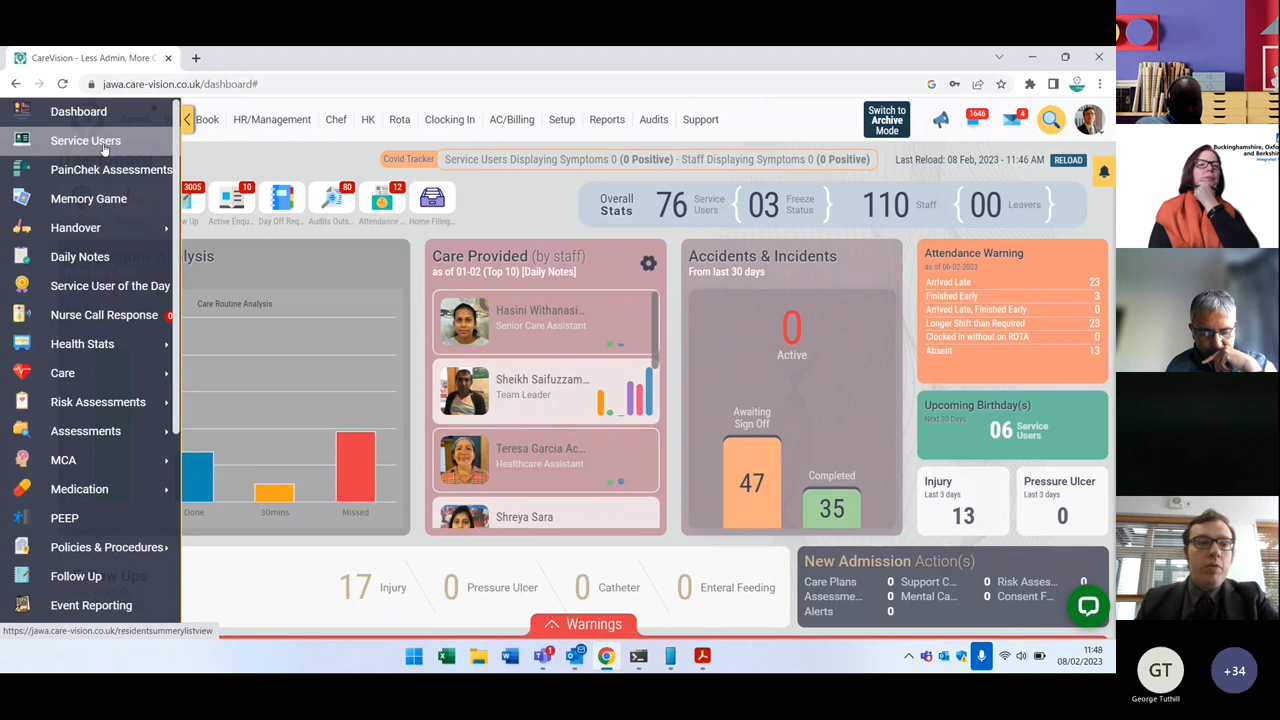 CareVision - Less Admin, More C
jawa.care-vision.co.uk/dashboard#
Dashboard
Service Users
PainChek Assessments
Memory Game
Handover
Daily Notes
Service User of the Day
Nurse Call Response 0
Health Stats
Care
Risk Assessments
Assessments
MCA
Medication
PEEP
Policies & Procedures
Follow Up
Event Reporting
https://jawa.care-vision.co.uk/residentsummerylistview
Book HR/Management Chef HK Rota Clocking In AC/Billing Setup Reports Audits Support
Switch to
Archive
Mode
1646
4
Covid Tracker
Service Users Displaying Symptoms 0 (0 Positive) - Staff Displaying Symptoms 0 (0 Positive)
Last Reload: 08 Feb, 2023 - 11:46 AM RELOAD
3005 10 80 12
w Up Active Enqu... Day Off Req... Audits Outs... Attendance ... Home Filing...
Overall
Stats
76 Service
Users
03 Freeze
Status
110 Staff
00 Leavers
Analysis
Care Routine Analysis
Done 30mins Missed
Care Provided (by staff)
as of 01-02 (Top 10) [Daily Notes]
Hasini Withanasi...
Senior Care Assistant
Sheikh Saifuzzam...
Team Leader
Teresa Garcia Ac...
Healthcare Assistant
Shreya Sara
Accidents & Incidents
From last 30 days
0
Active
Awaiting
Sign Off
47
Completed
35
Attendance Warning
as of 06-02-2023
Arrived Late 23
Finished Early 3
Arrived Late, Finished Early 0
Longer Shift than Required 23
Clocked in without on ROTA 0
Absent 13
Upcoming Birthday(s)
Next 30 Days
06 Service
Users
Injury
Last 3 days
13
Pressure Ulcer
Last 3 days
0
17 Injury
0 Pressure Ulcer
0 Catheter
0 Enteral Feeding
New Admission Action(s)
Care Plans 0 Support C... 0 Risk Asses... 0
Assessme... 0 Mental Ca... 0 Consent F...
Alerts 0
Warnings
11:48
08/02/2023
Buckinghamshire, Oxfo
and Berksh
Integrated
GT
George Tuthill
+34